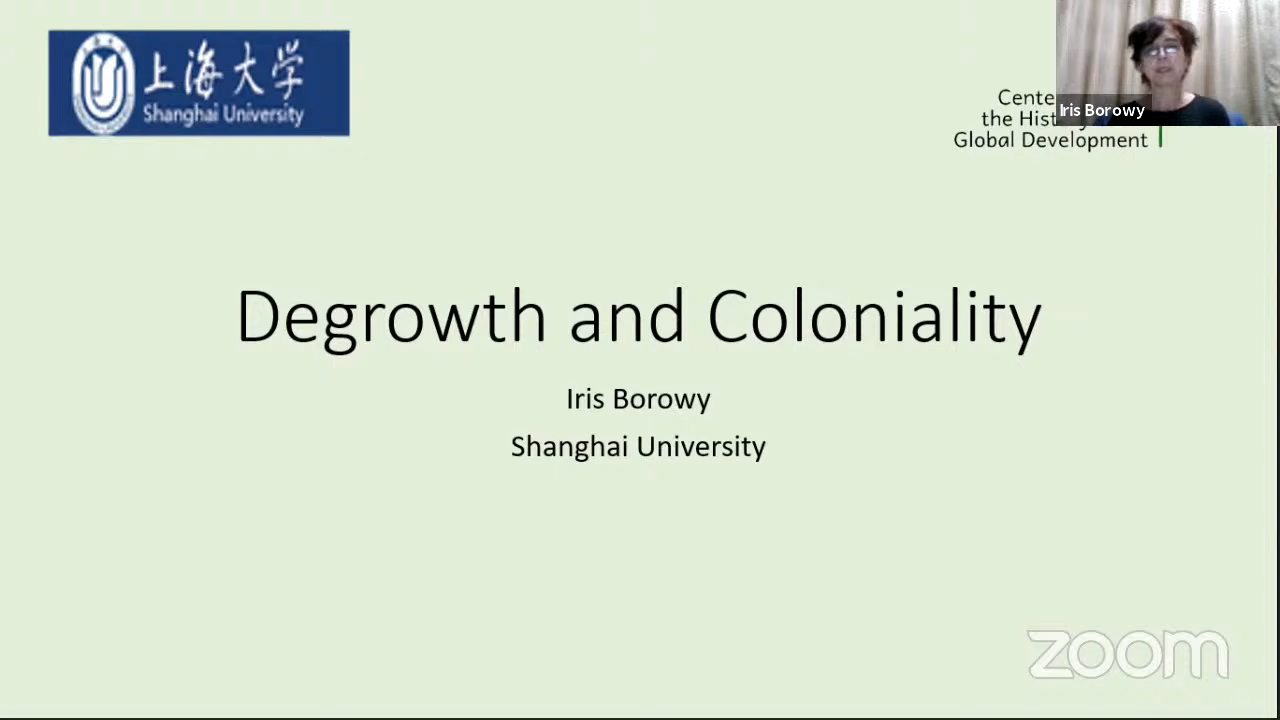 上海大学
Shanghai University
Cente
the Hist
Global Development
Iris Borowy
Degrowth and Coloniality
Iris Borowy
Shanghai University
zoom